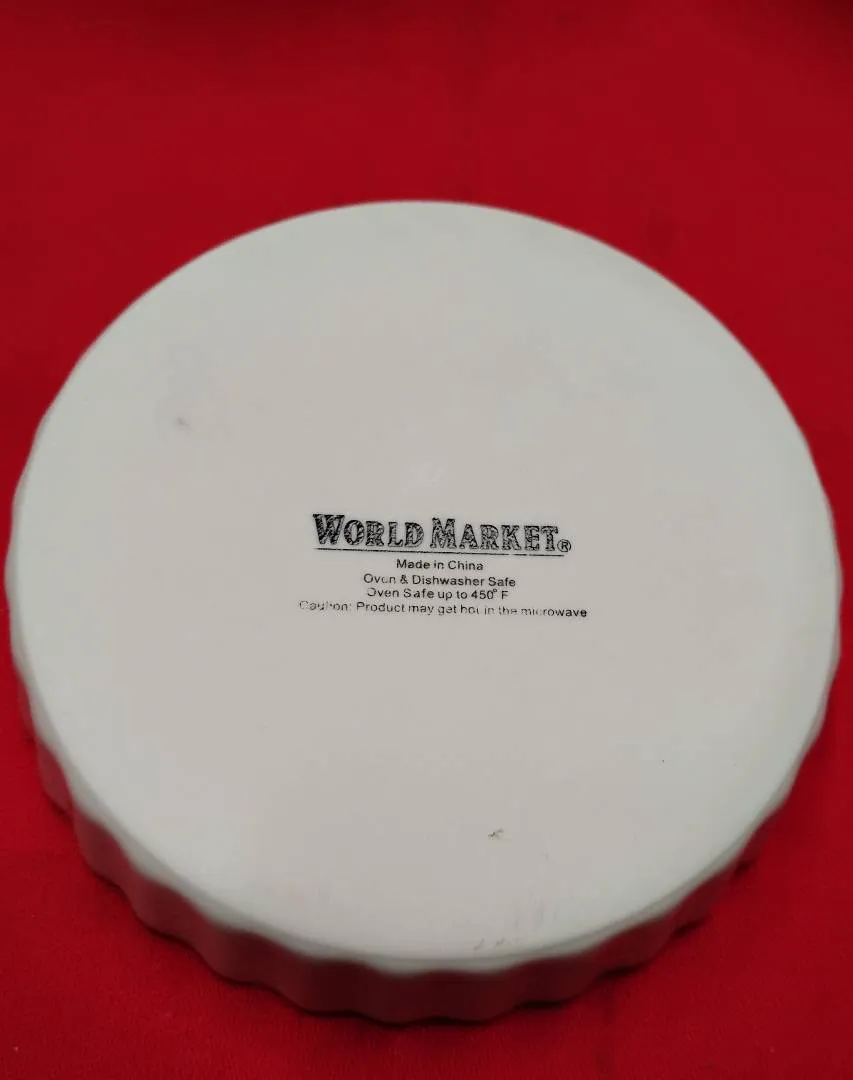 WORLD MARKET®
Made in China
Oven & Dishwasher Safe
Oven Safe up to 450° F
Caution: Product may get hot in the microwave